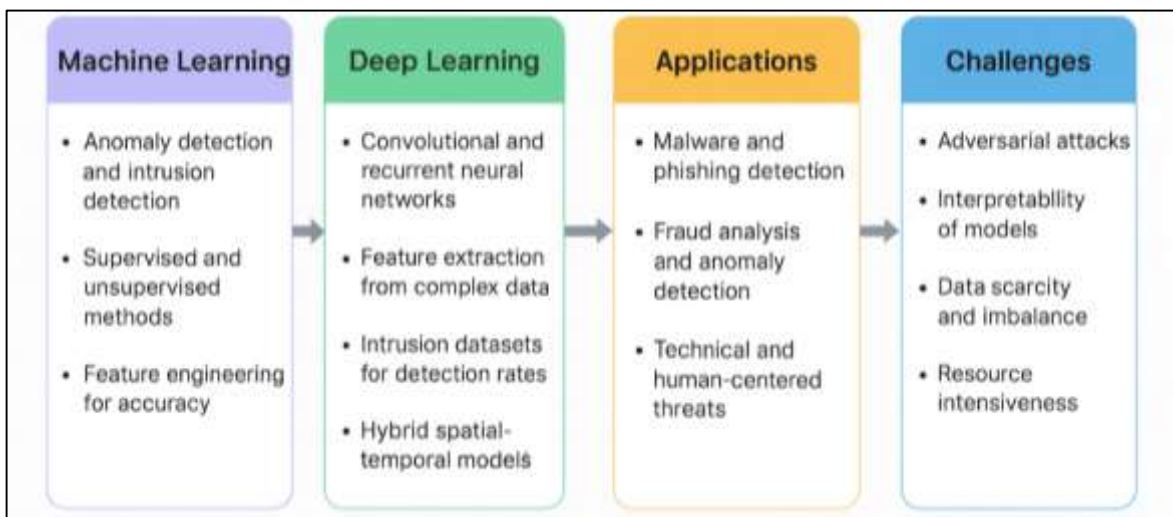 Machine Learning
• Anomaly detection
and intrusion
detection
• Supervised and
unsupervised
methods
• Feature engineering
for accuracy
Deep Learning
• Convolutional and
recurrent neural
networks
• Feature extraction
from complex data
• Intrusion datasets
for detection rates
• Hybrid spatial-
temporal models
Applications
• Malware and
phishing detection
• Fraud analysis
and anomaly
detection
• Technical and
human-centered
threats
Challenges
• Adversarial attacks
• Interpretability
of models
• Data scarcity
and imbalance
• Resource
intensiveness